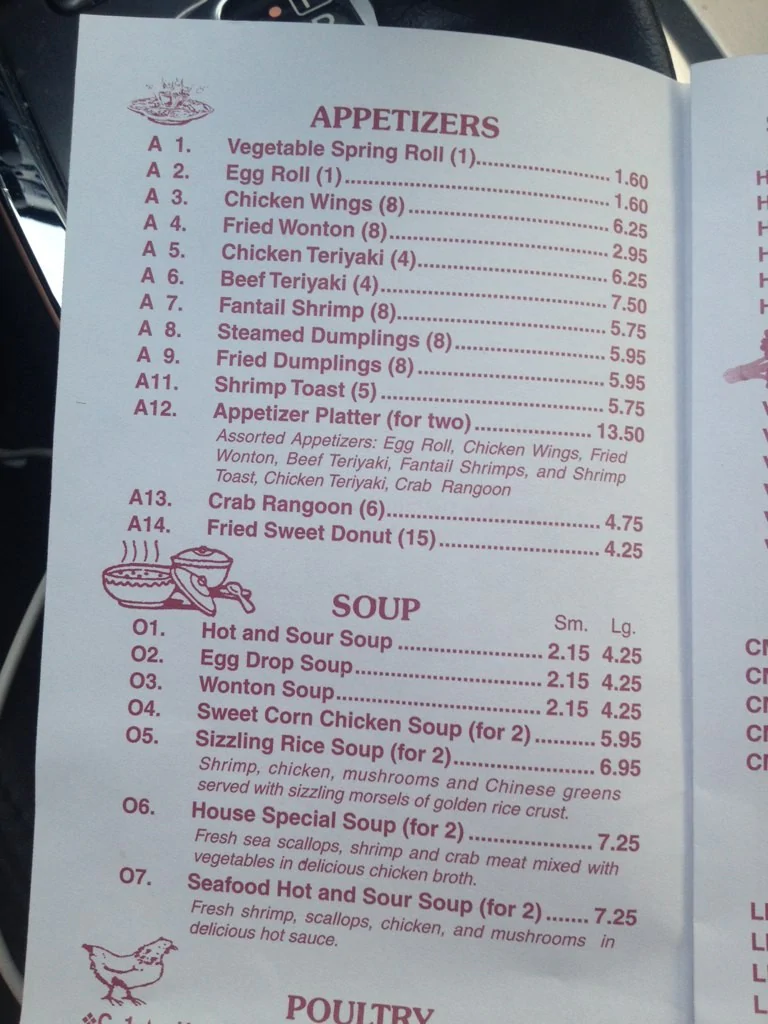 APPETIZERS
A 1. Vegetable Spring Roll (1)........................ 1.60
A 2. Egg Roll (1)................................................ 1.60
A 3. Chicken Wings (8)..................................... 6.25
A 4. Fried Wonton (8)........................................ 2.95
A 5. Chicken Teriyaki (4)................................... 6.25
A 6. Beef Teriyaki (4)......................................... 7.50
A 7. Fantail Shrimp (8)....................................... 5.75
A 8. Steamed Dumplings (8)............................ 5.95
A 9. Fried Dumplings (8)................................... 5.95
A11. Shrimp Toast (5)......................................... 5.75
A12. Appetizer Platter (for two)...................... 13.50
Assorted Appetizers: Egg Roll, Chicken Wings, Fried
Wonton, Beef Teriyaki, Fantail Shrimps, and Shrimp
Toast, Chicken Teriyaki, Crab Rangoon
A13. Crab Rangoon (6)....................................... 4.75
A14. Fried Sweet Donut (15).............................. 4.25
SOUP
Sm. Lg.
O1. Hot and Sour Soup .......................... 2.15 4.25
O2. Egg Drop Soup.................................. 2.15 4.25
O3. Wonton Soup..................................... 2.15 4.25
O4. Sweet Corn Chicken Soup (for 2).......... 5.95
O5. Sizzling Rice Soup (for 2)........................ 6.95
Shrimp, chicken, mushrooms and Chinese greens
served with sizzling morsels of golden rice crust.
O6. House Special Soup (for 2)..................... 7.25
Fresh sea scallops, shrimp and crab meat mixed with
vegetables in delicious chicken broth.
O7. Seafood Hot and Sour Soup (for 2)....... 7.25
Fresh shrimp, scallops, chicken, and mushrooms in
delicious hot sauce.
POULTRY